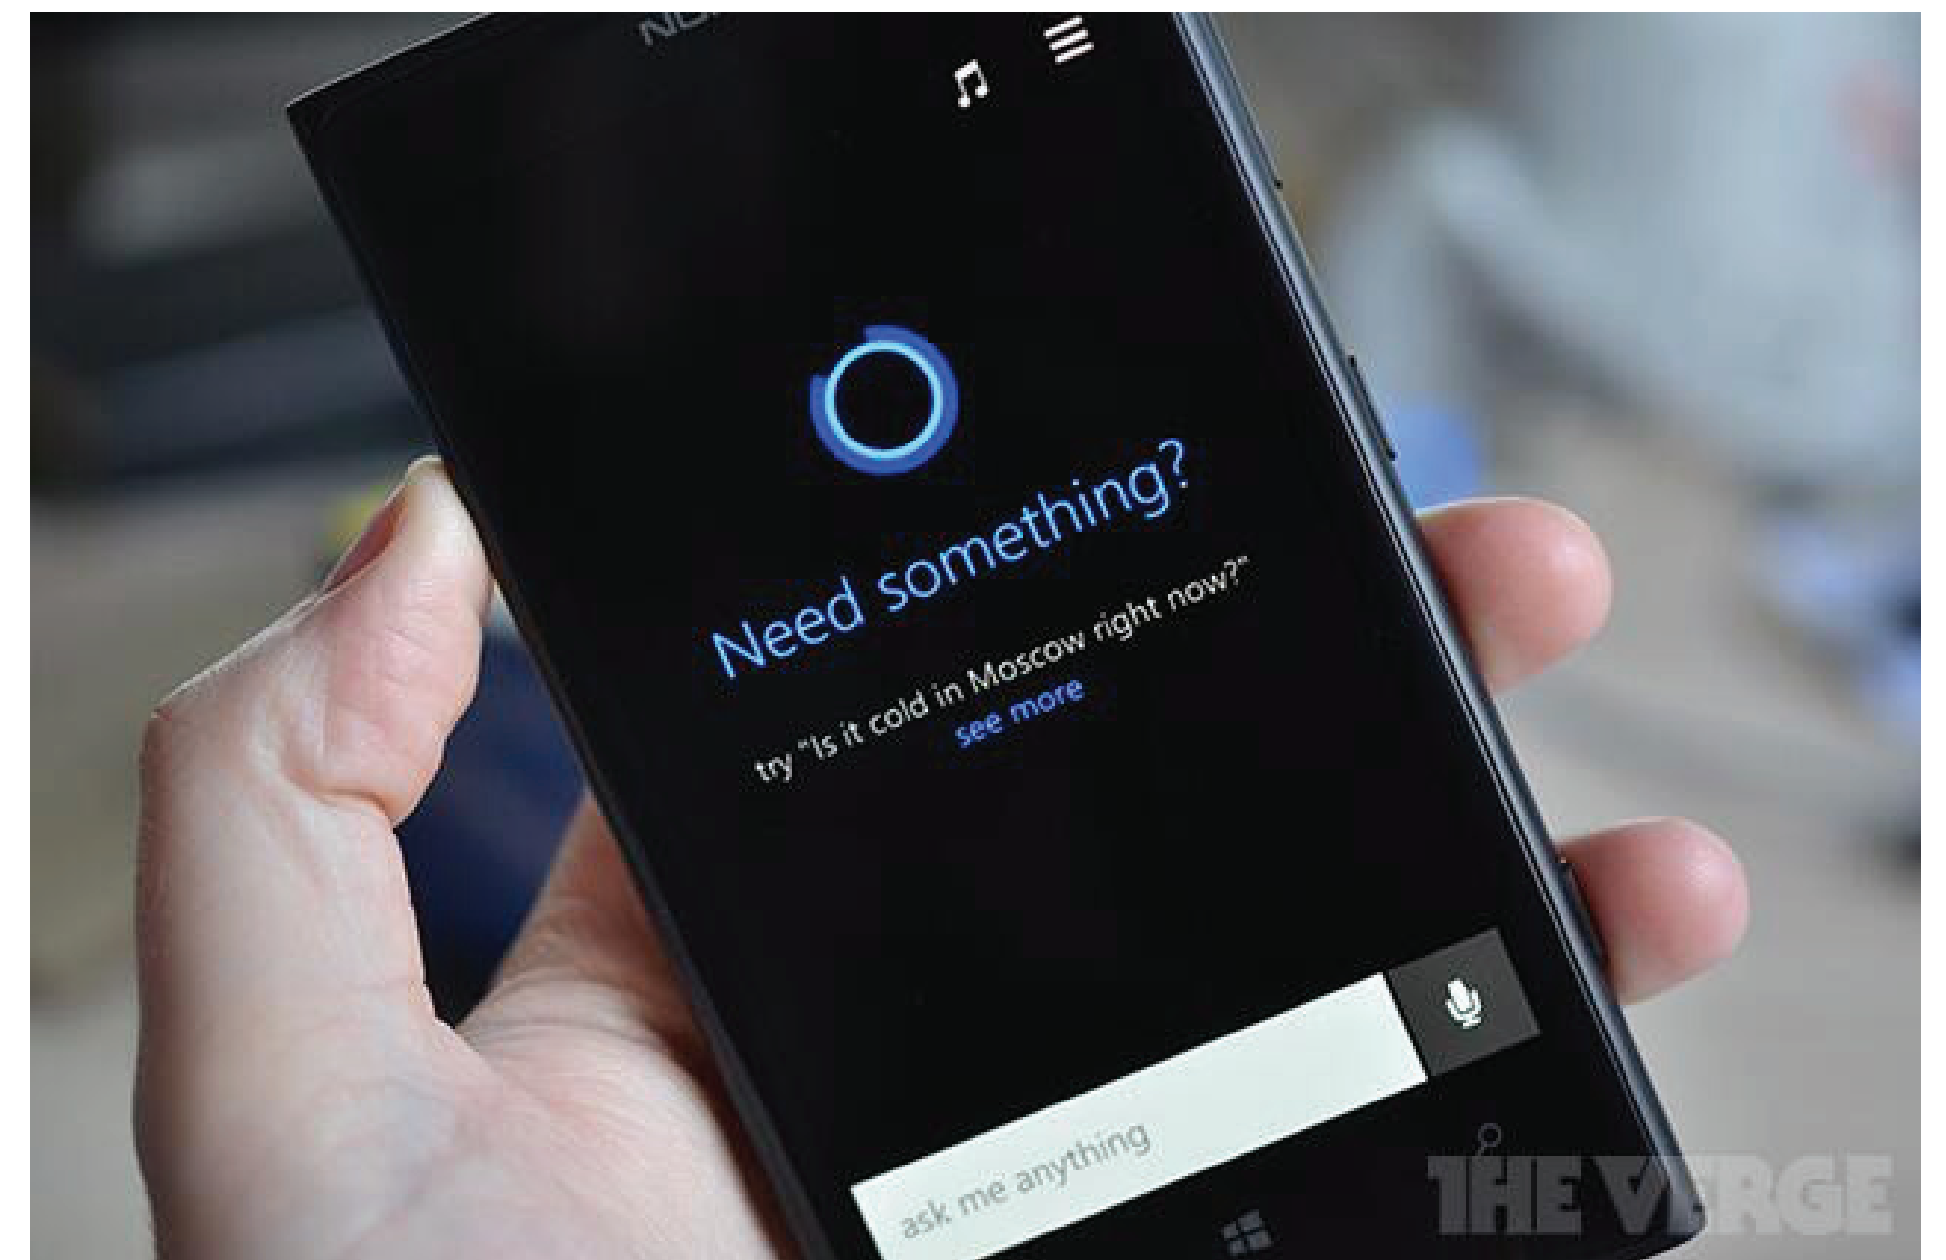 Need something?
try "Is it cold in Moscow right now?"
see more
ask me anything
THE VERGE